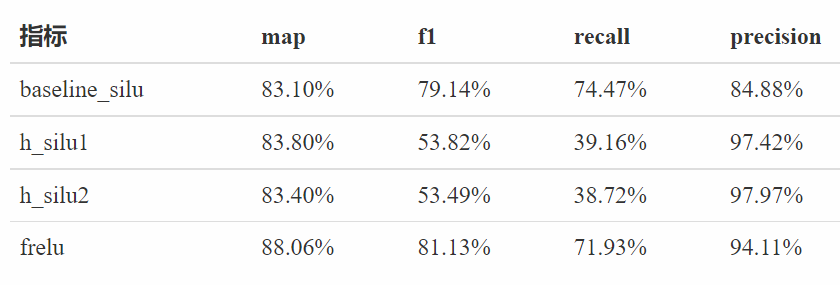 指标 map f1 recall precision
baseline_silu 83.10% 79.14% 74.47% 84.88%
h_silu1 83.80% 53.82% 39.16% 97.42%
h_silu2 83.40% 53.49% 38.72% 97.97%
frelu 88.06% 81.13% 71.93% 94.11%